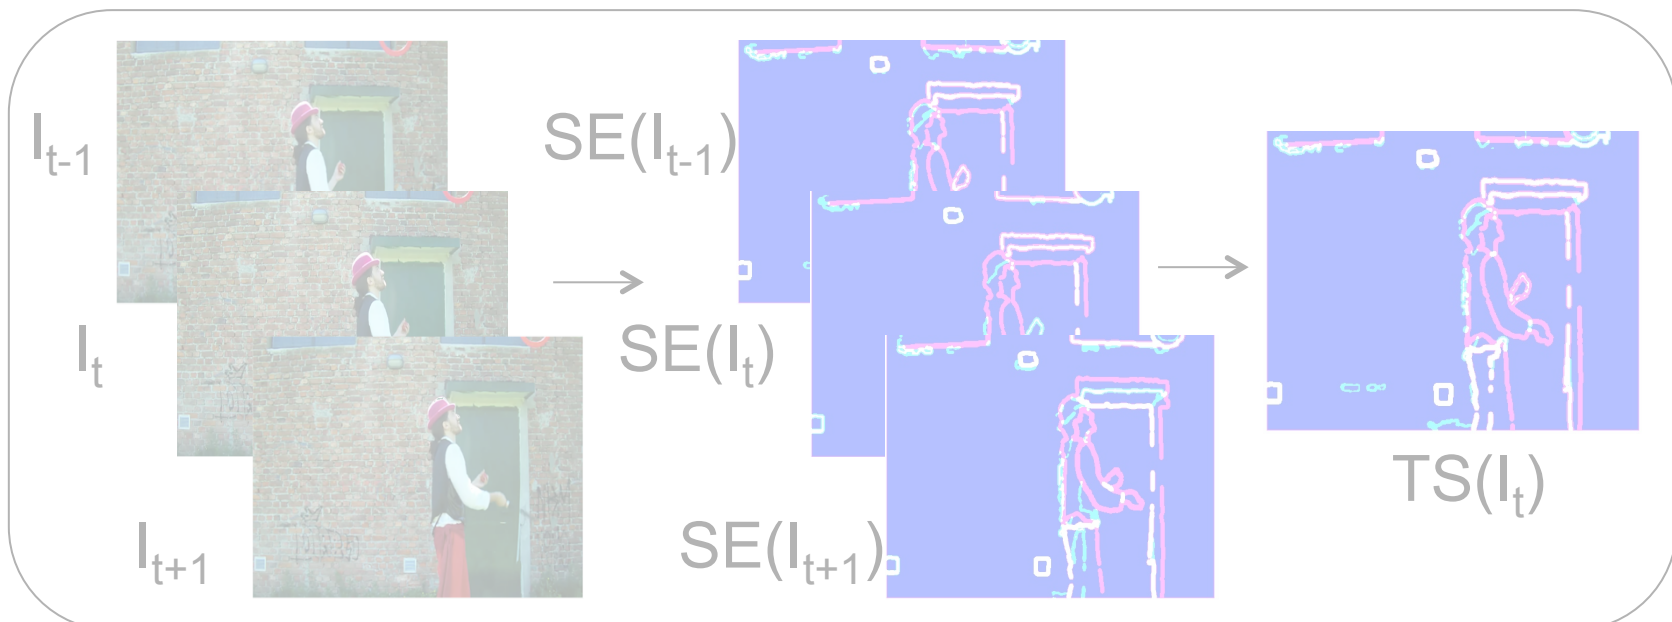 I_{t-1}
SE(I_{t-1})
I_t
SE(I_t)
TS(I_t)
I_{t+1}
SE(I_{t+1})